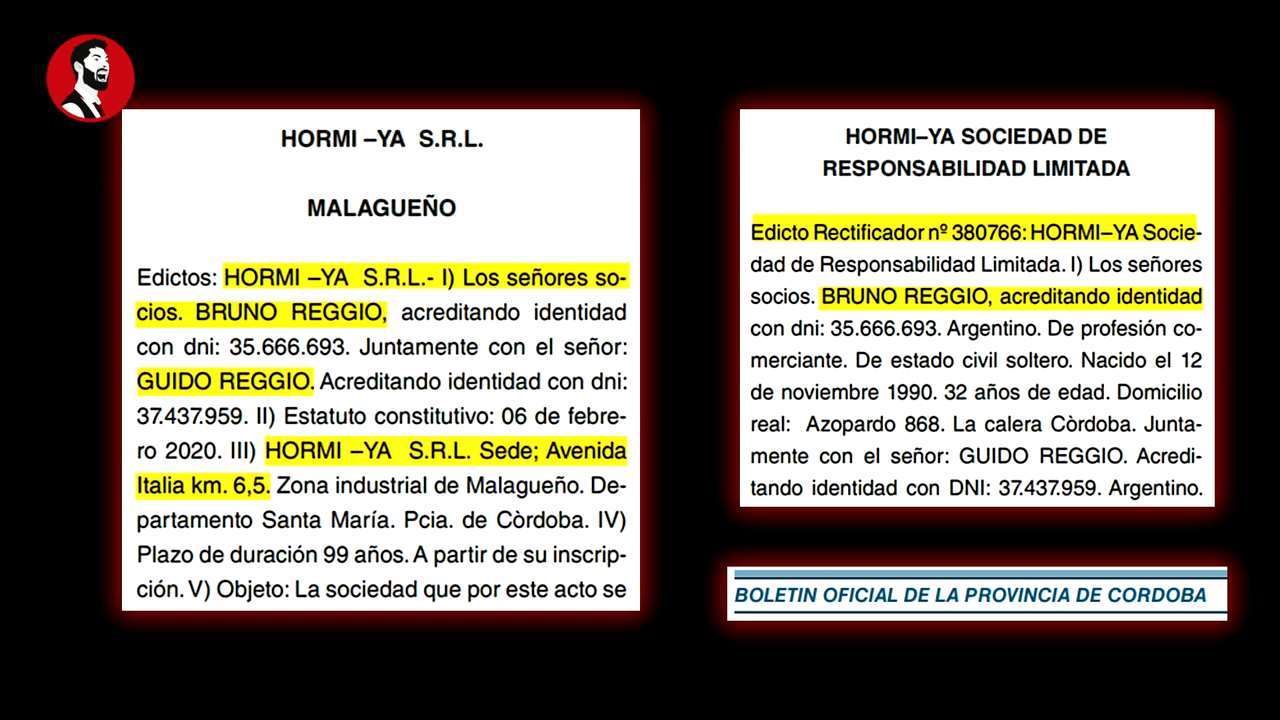 HORMI –YA S.R.L.
MALAGUEÑO
Edictos: HORMI –YA S.R.L.- I) Los señores so-
cios. BRUNO REGGIO, acreditando identidad
con dni: 35.666.693. Juntamente con el señor:
GUIDO REGGIO. Acreditando identidad con dni:
37.437.959. II) Estatuto constitutivo: 06 de febre-
ro 2020. III) HORMI –YA S.R.L. Sede; Avenida
Italia km. 6,5. Zona industrial de Malagueño. De-
partamento Santa María. Pcia. de Còrdoba. IV)
Plazo de duración 99 años. A partir de su inscrip-
ción. V) Objeto: La sociedad que por este acto se
HORMI–YA SOCIEDAD DE
RESPONSABILIDAD LIMITADA
Edicto Rectificador nº 380766: HORMI–YA Socie-
dad de Responsabilidad Limitada. I) Los señores
socios. BRUNO REGGIO, acreditando identidad
con dni: 35.666.693. Argentino. De profesión co-
merciante. De estado civil soltero. Nacido el 12
de noviembre 1990. 32 años de edad. Domicilio
real: Azopardo 868. La calera Còrdoba. Junta-
mente con el señor: GUIDO REGGIO. Acredi-
tando identidad con DNI: 37.437.959. Argentino.
BOLETIN OFICIAL DE LA PROVINCIA DE CORDOBA